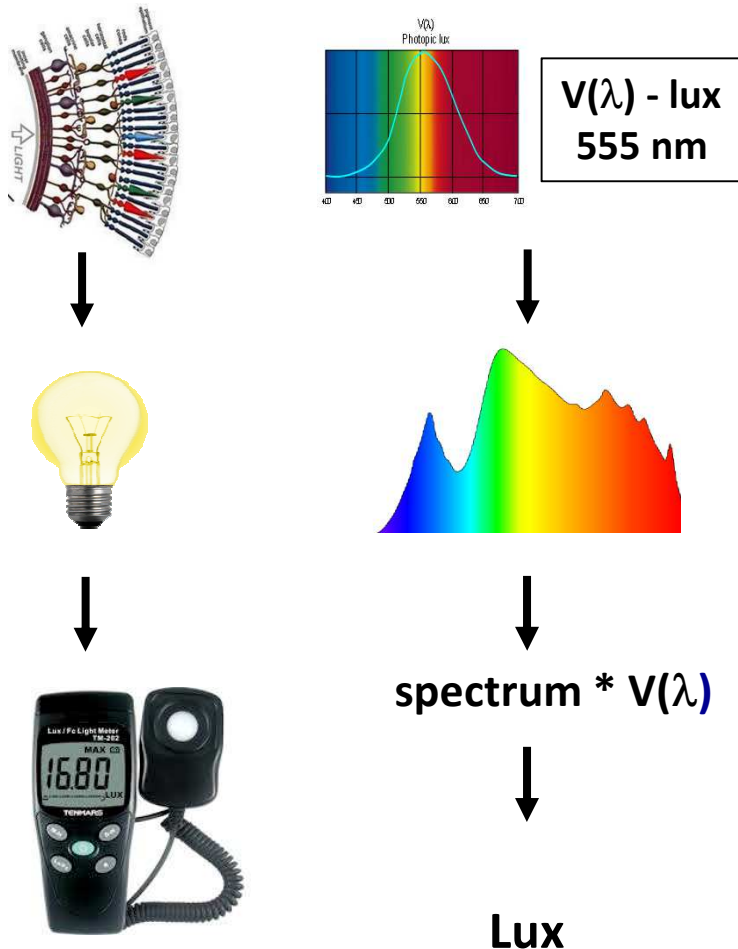 V(λ)
Photopic lux
V(λ) - lux
555 nm
LIGHT
400 450 500 550 600 650 700
spectrum * V(λ)
Lux / Fc Light Meter
TM-202
MAX
16.80
LUX
TENMARS
Lux